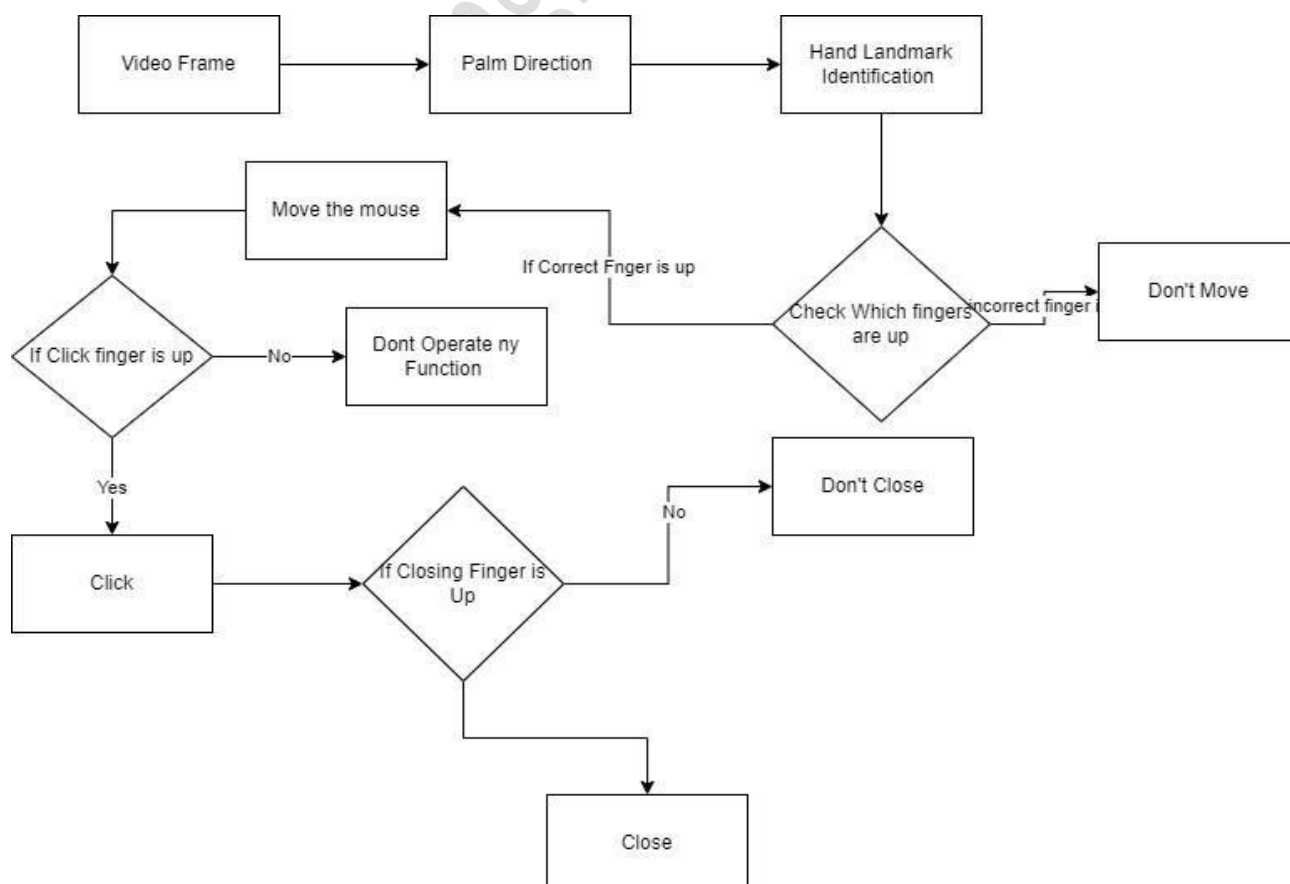 Video Frame
Palm Direction
Hand Landmark
Identification
Move the mouse
If Correct Fnger is up
Check Which fingers
are up
incorrect finger i
Don't Move
If Click finger is up
No
Dont Operate ny
Function
Yes
Don't Close
No
Click
If Closing Finger is
Up
Close